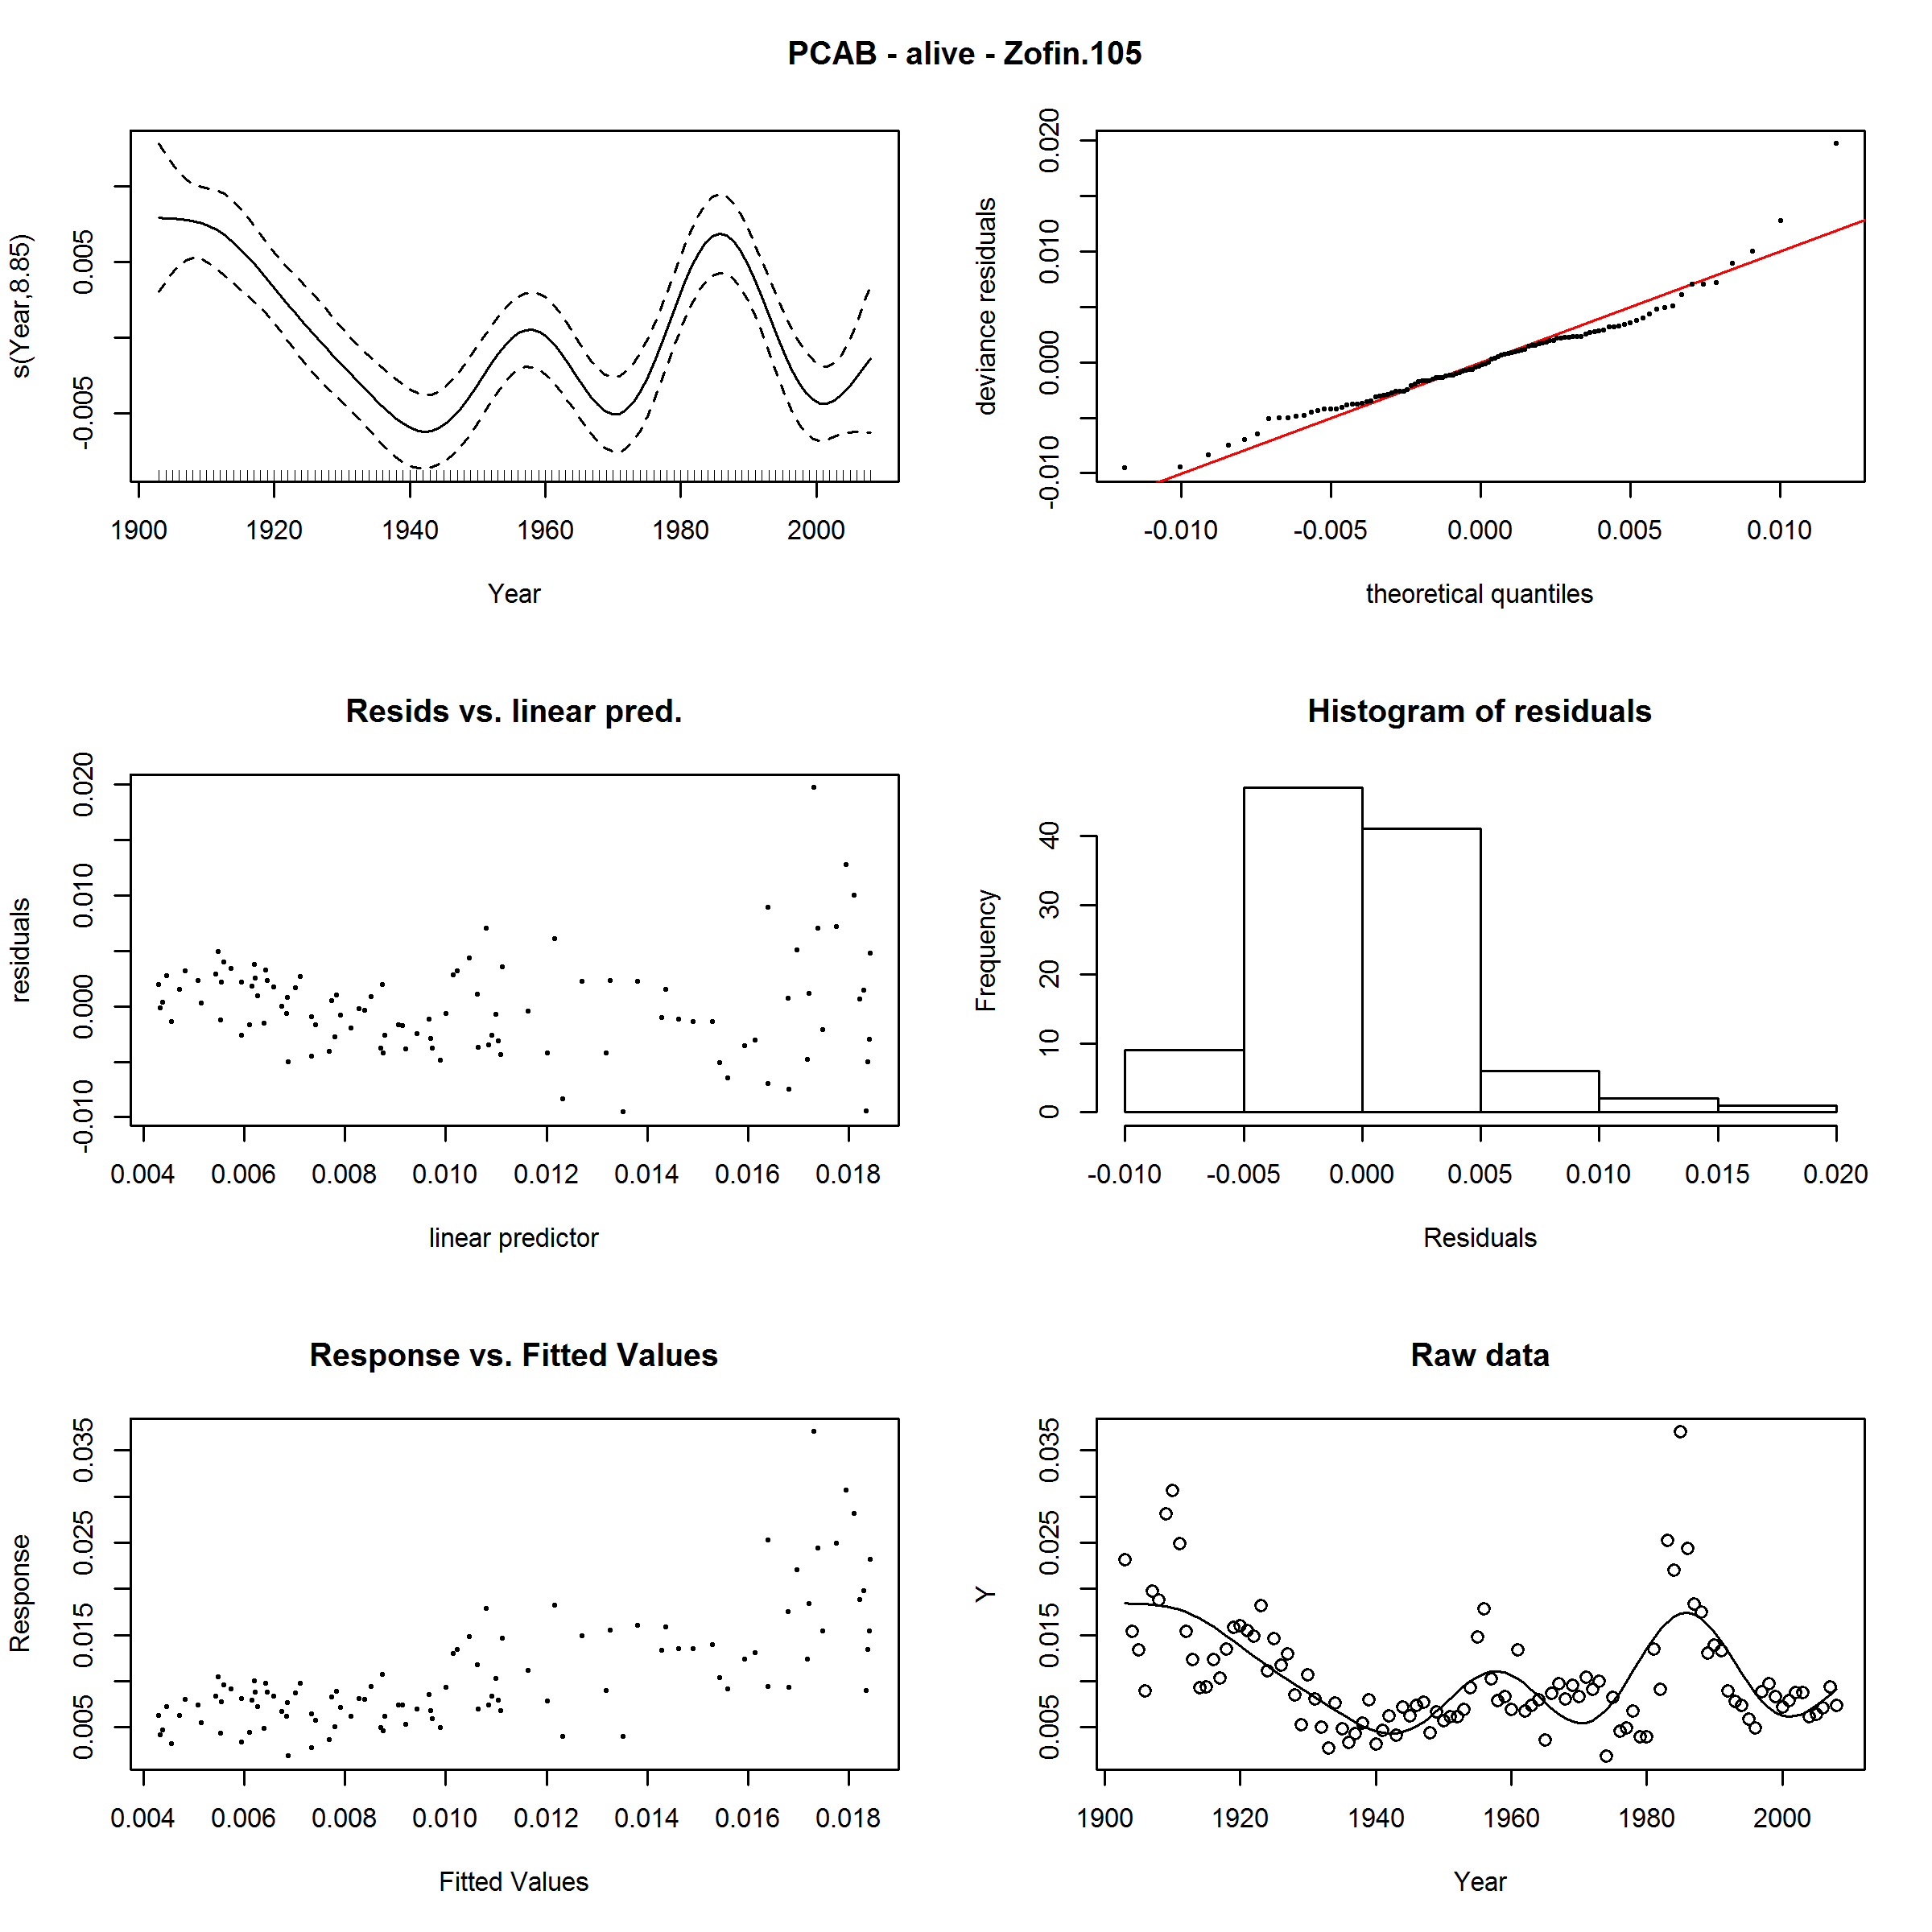 PCAB - alive - Zofin.105
s(Year,8.85)
-0.005 0.005
1900 1920 1940 1960 1980 2000
Year
deviance residuals
-0.010 0.000 0.010 0.020
-0.010 -0.005 0.000 0.005 0.010
theoretical quantiles
Resids vs. linear pred.
residuals
-0.010 0.000 0.010 0.020
0.004 0.006 0.008 0.010 0.012 0.014 0.016 0.018
linear predictor
Histogram of residuals
Frequency
0 10 20 30 40
-0.010 -0.005 0.000 0.005 0.010 0.015 0.020
Residuals
Response vs. Fitted Values
Response
0.005 0.015 0.025 0.035
0.004 0.006 0.008 0.010 0.012 0.014 0.016 0.018
Fitted Values
Raw data
Y
0.005 0.015 0.025 0.035
1900 1920 1940 1960 1980 2000
Year